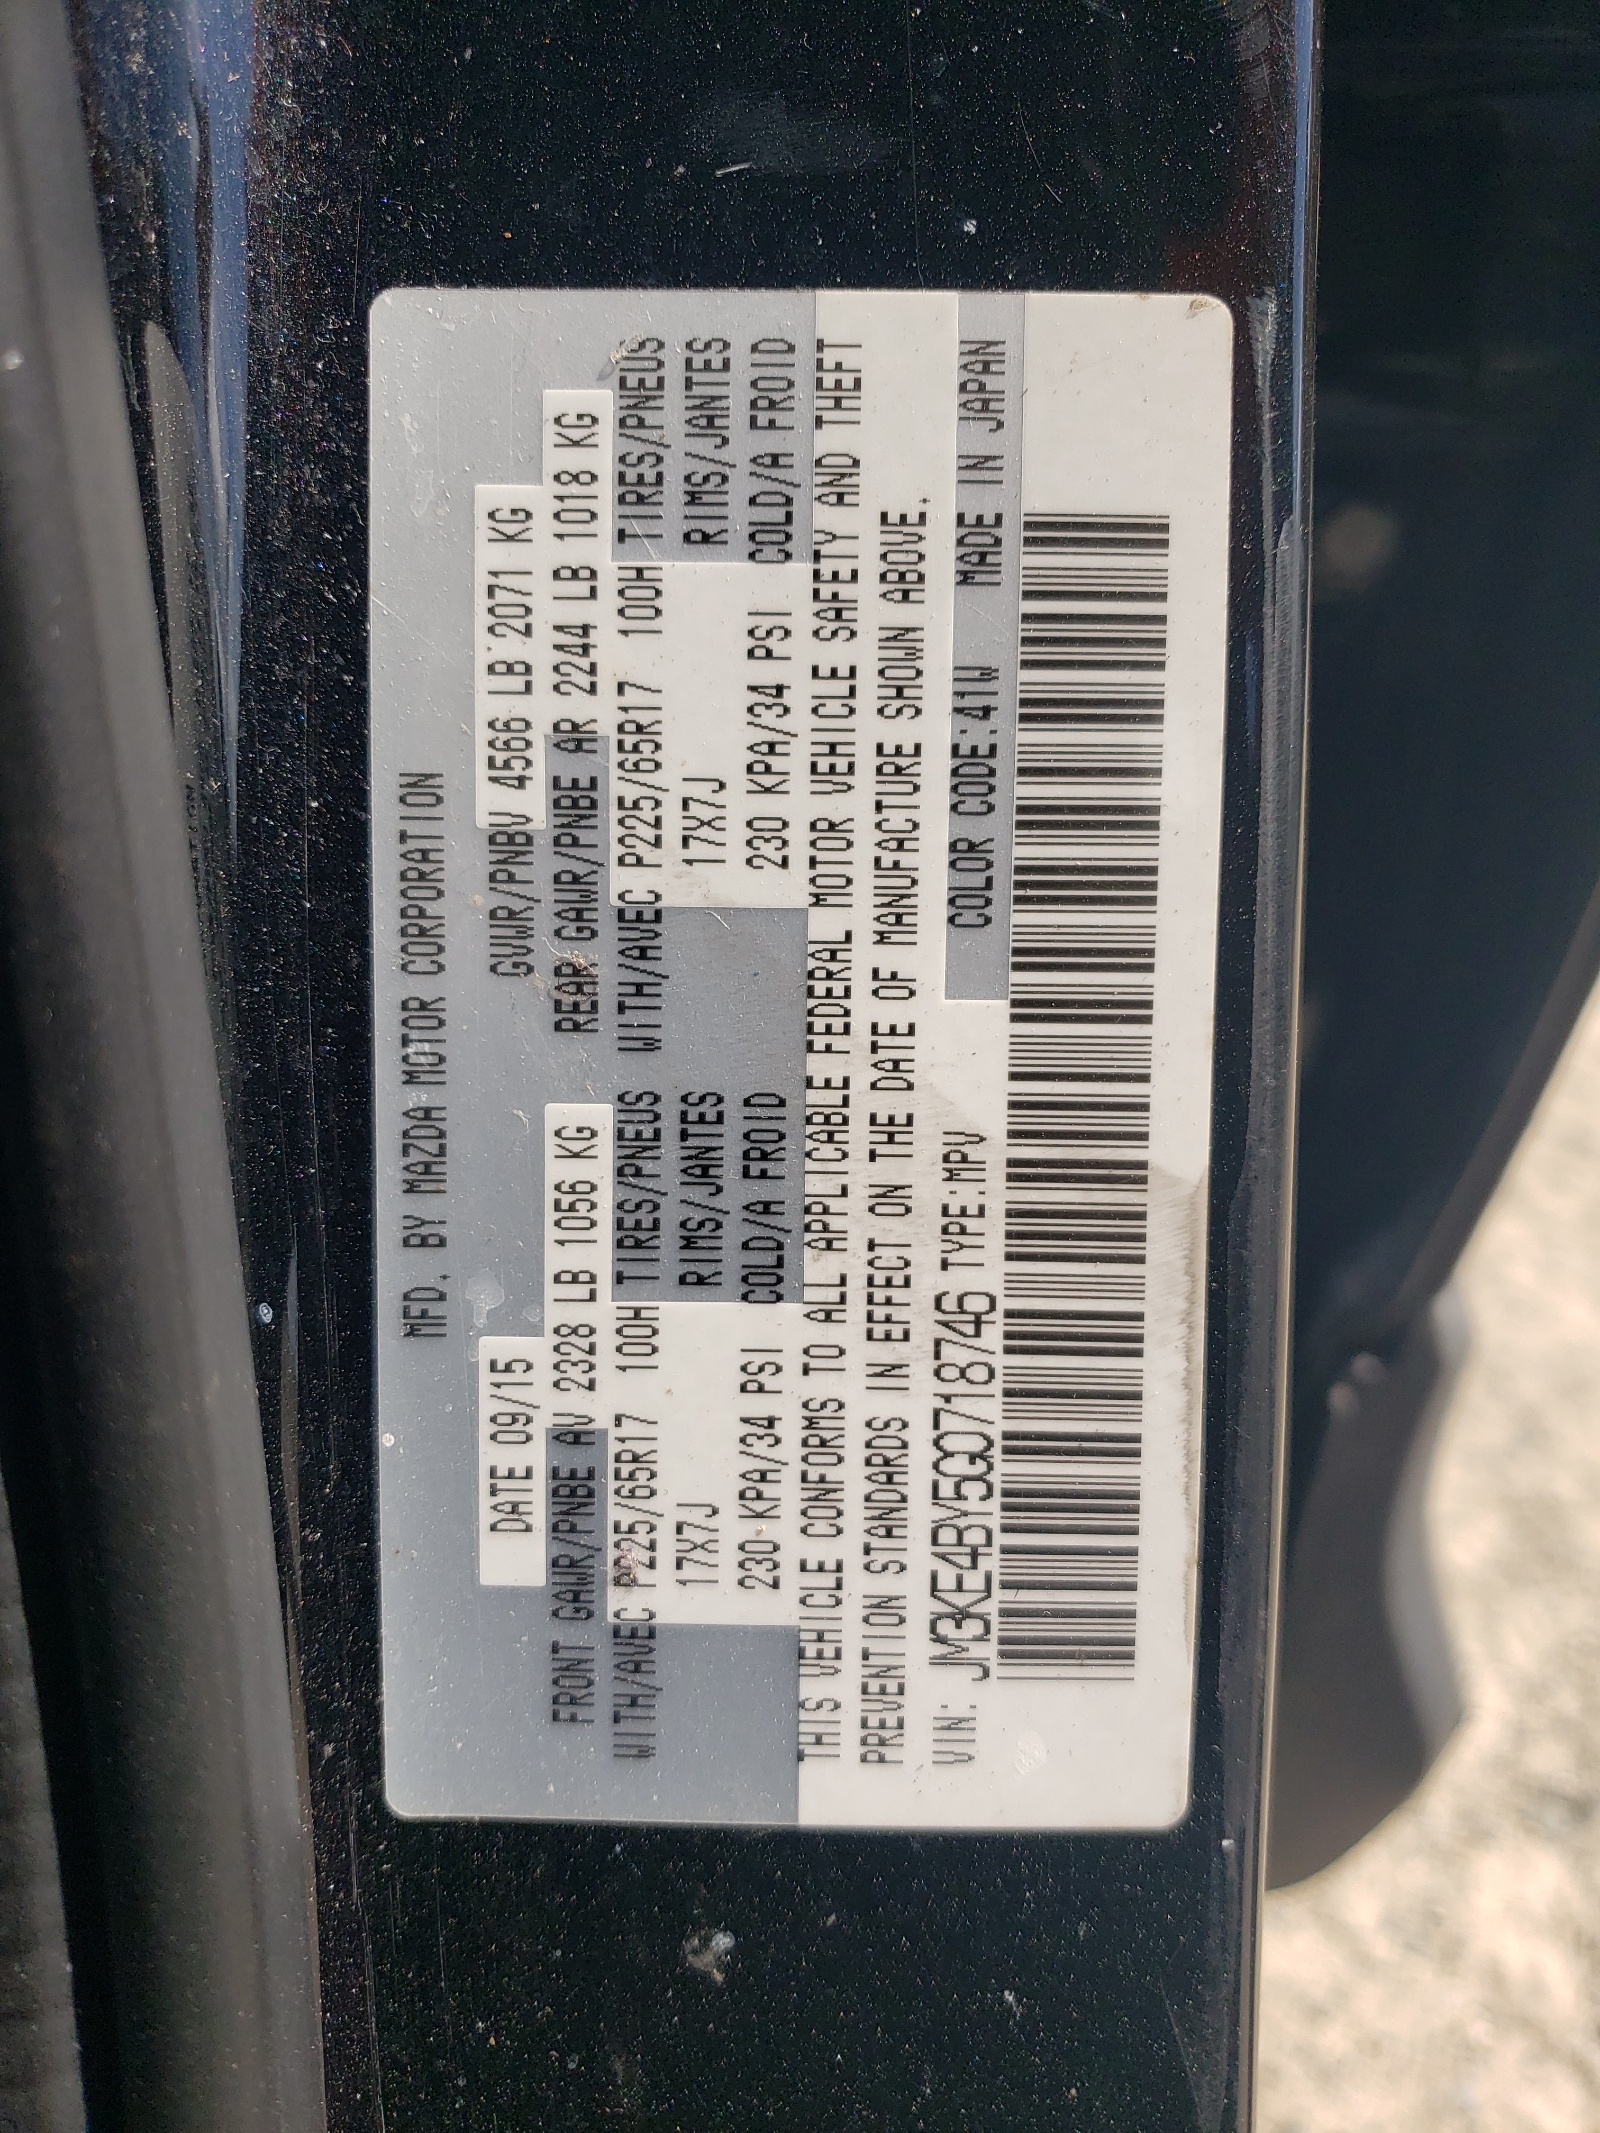 MFD. BY MAZDA MOTOR CORPORATION
DATE 09/15 GVWR/PNBV 4566 LB 2071 KG
FRONT GAWR/PNBE AV 2328 LB 1056 KG REAR GAWR/PNBE AR 2244 LB 1018 KG
WITH/AVEC P225/65R17 100H TIRES/PNEUS WITH/AVEC P225/65R17 100H TIRES/PNEUS
17X7J RIMS/JANTES 17X7J RIMS/JANTES
230 KPA/34 PSI COLD/A FROID 230 KPA/34 PSI COLD/A FROID
THIS VEHICLE CONFORMS TO ALL APPLICABLE FEDERAL MOTOR VEHICLE SAFETY AND THEFT
PREVENTION STANDARDS IN EFFECT ON THE DATE OF MANUFACTURE SHOWN ABOVE.
VIN: JM3KE4BY5G0718746 TYPE:MPV COLOR CODE:41W MADE IN JAPAN